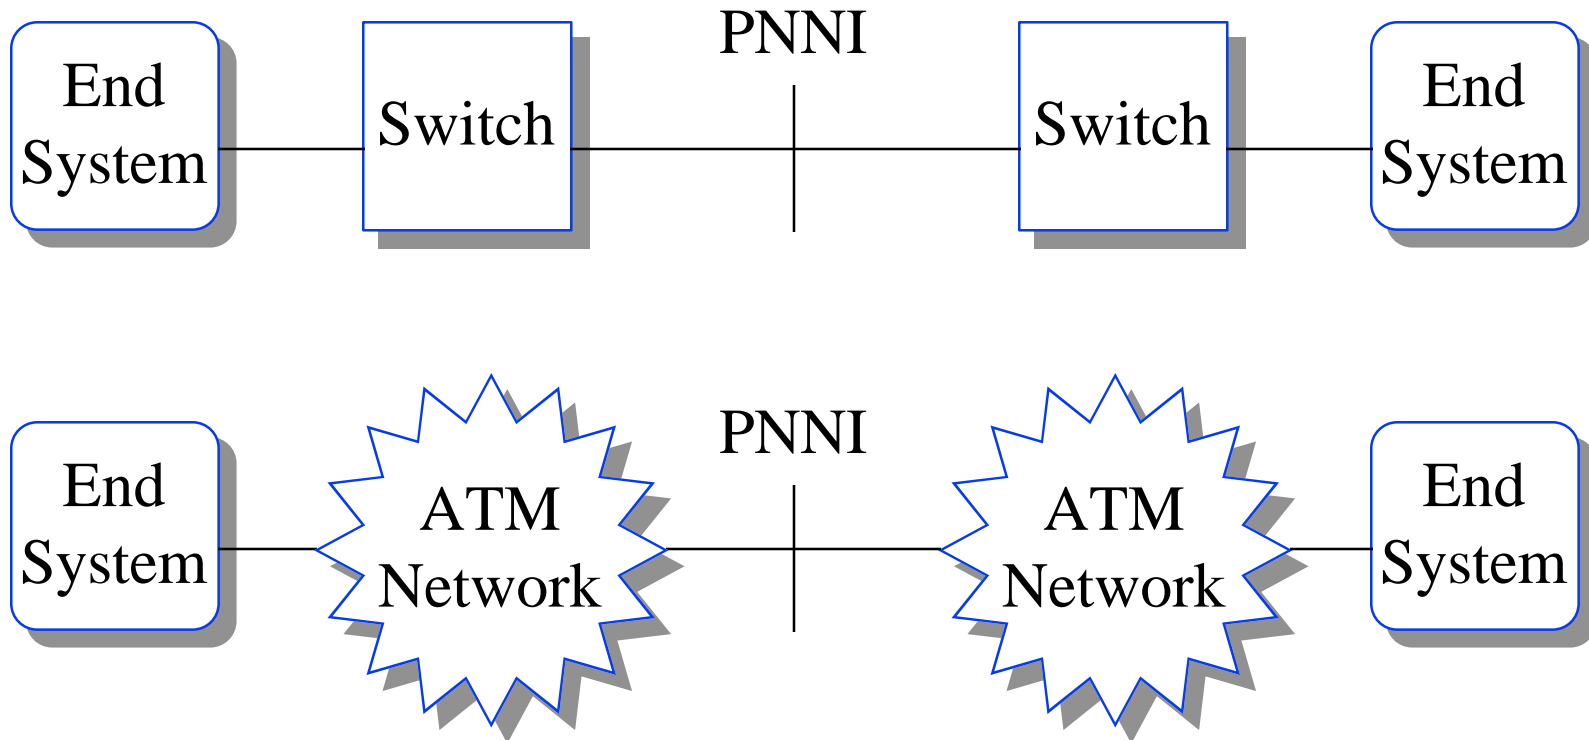 PNNI
End
System
Switch
Switch
End
System
PNNI
End
System
ATM
Network
ATM
Network
End
System